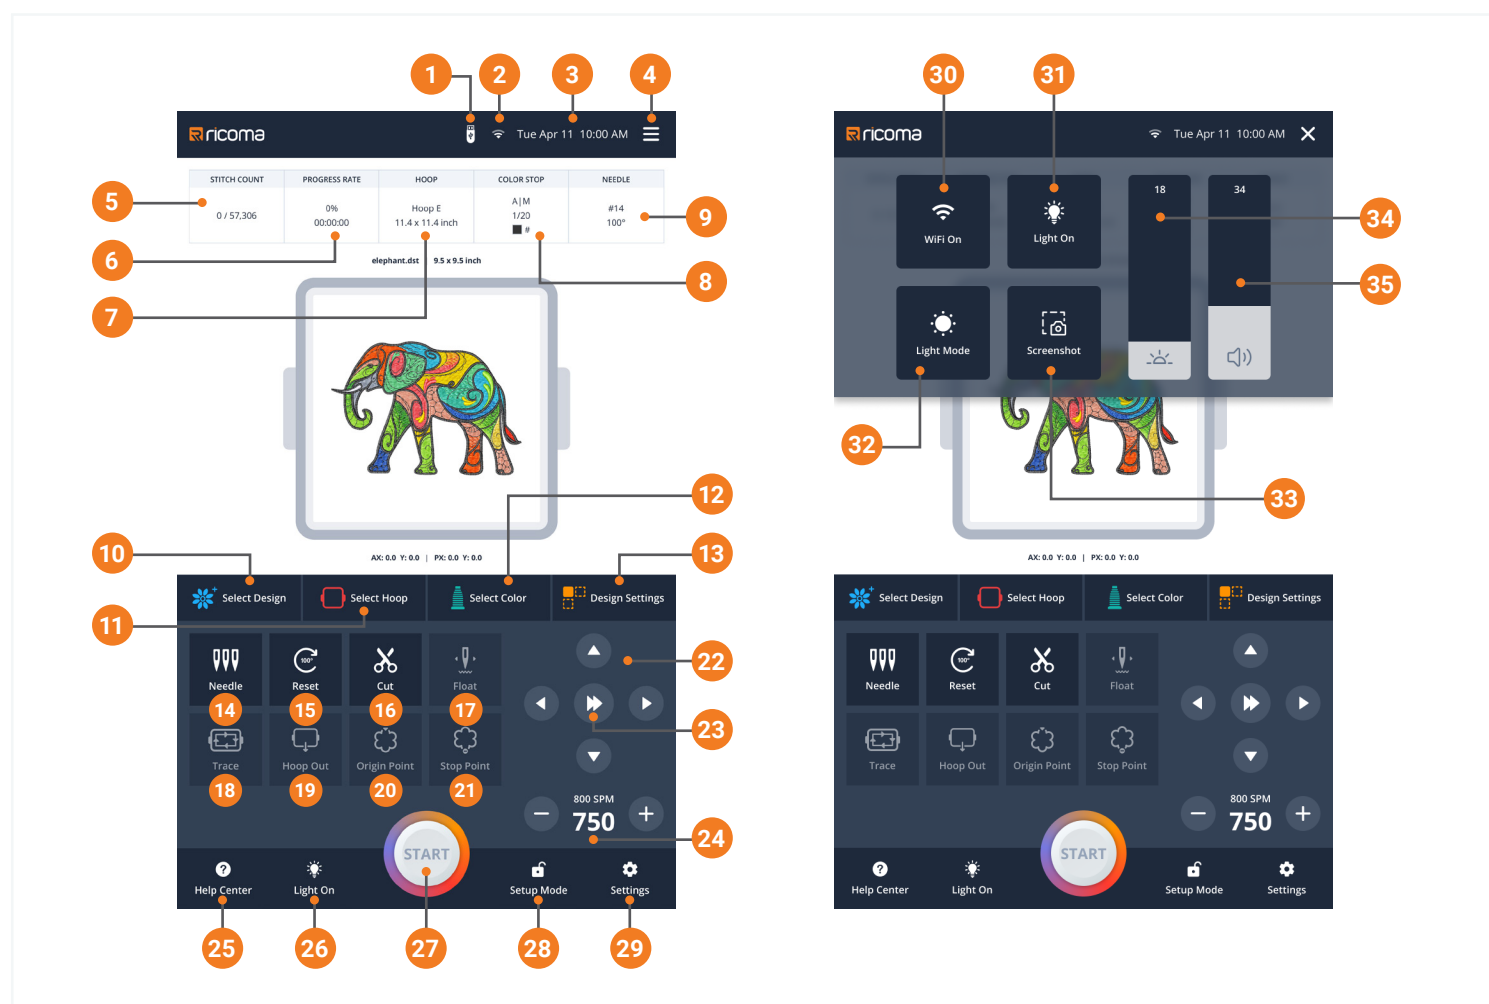 1 2 3 4
ricoma Tue Apr 11 10:00 AM
STITCH COUNT PROGRESS RATE HOOP COLOR STOP NEEDLE
0 / 57,306
0%
00:00:00
Hoop E
11.4 x 11.4 inch
A|M
1/20
#
#14
100°
5
6
7
8
9
elephant.dst 9.5 x 9.5 inch
AX: 0.0 Y: 0.0 | PX: 0.0 Y: 0.0
10
11
12
13
Select Design Select Hoop Select Color Design Settings
100°
Needle Reset Cut Float
14 15 16 17
Trace Hoop Out Origin Point Stop Point
18 19 20 21
22
23
800 SPM
750
24
START
Help Center Light On Setup Mode Settings
25 26 27 28 29
30 31
ricoma Tue Apr 11 10:00 AM
WiFi On Light On
18 34
34
35
Light Mode Screenshot
32
33
AX: 0.0 Y: 0.0 | PX: 0.0 Y: 0.0
Select Design Select Hoop Select Color Design Settings
100°
Needle Reset Cut Float
Trace Hoop Out Origin Point Stop Point
800 SPM
750
START
Help Center Light On Setup Mode Settings